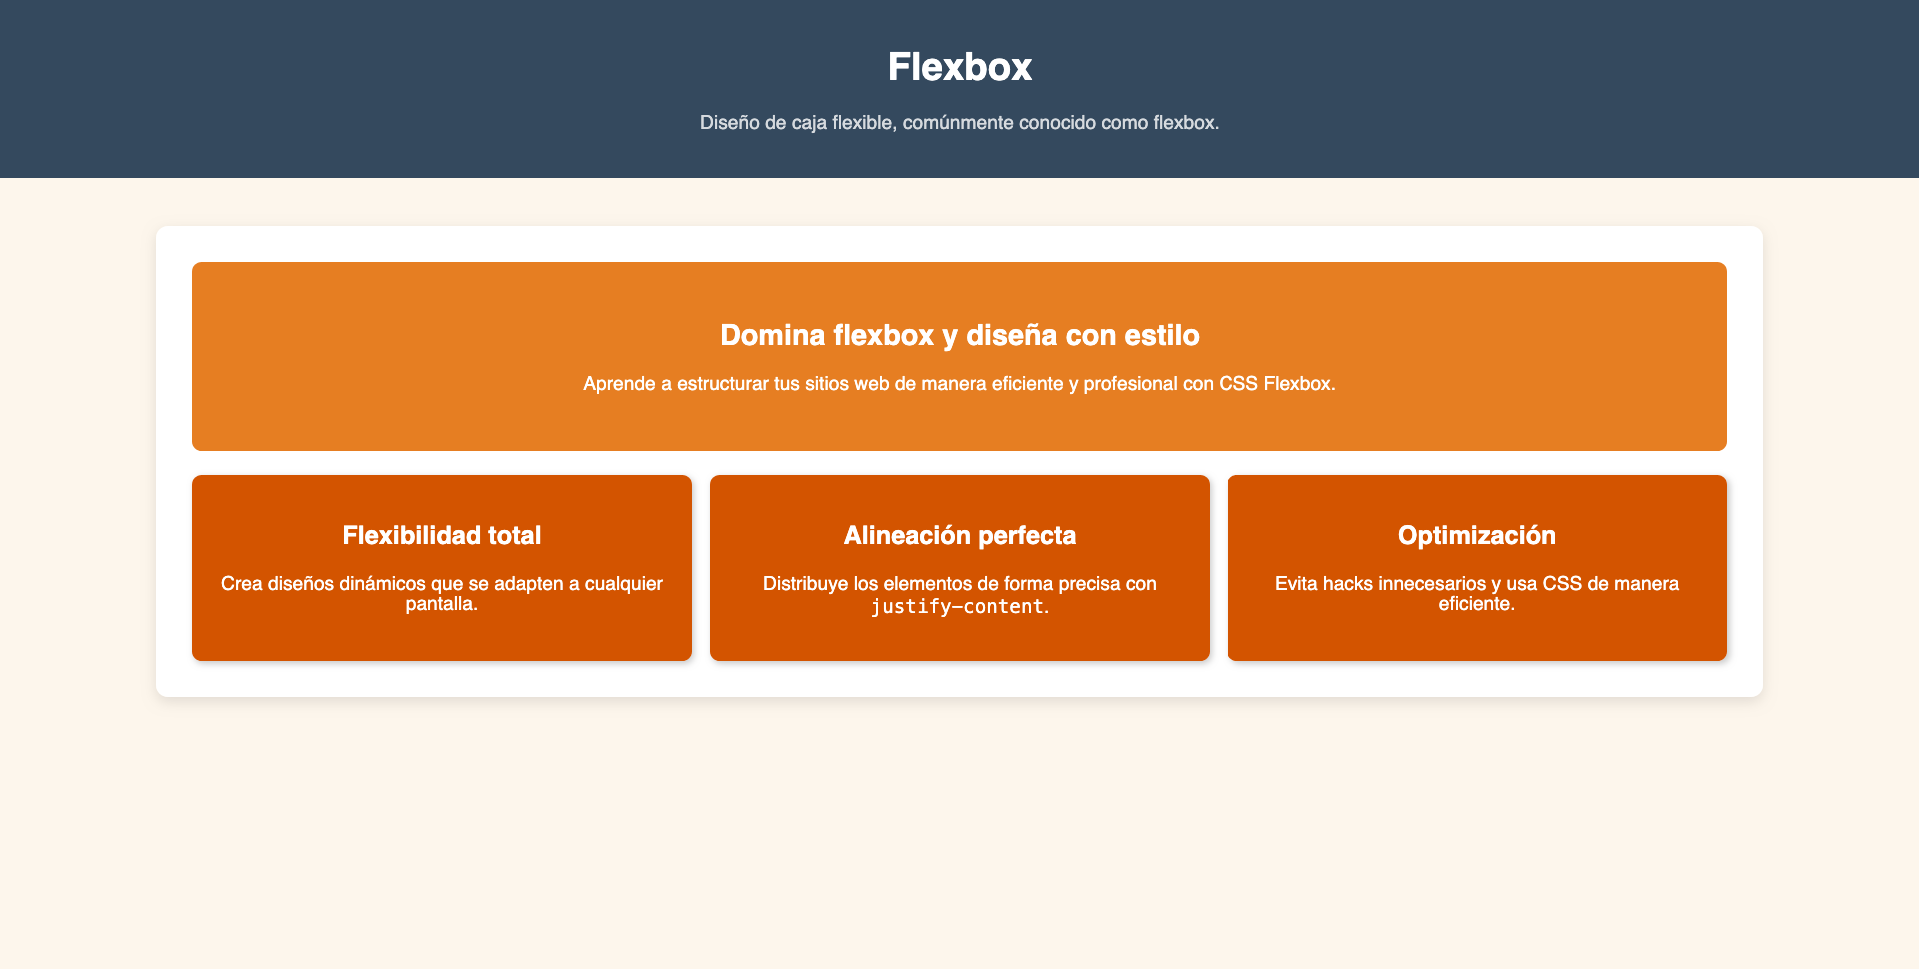 Flexbox
Diseño de caja flexible, comúnmente conocido como flexbox.
Domina flexbox y diseña con estilo
Aprende a estructurar tus sitios web de manera eficiente y profesional con CSS Flexbox.
Flexibilidad total
Crea diseños dinámicos que se adapten a cualquier
pantalla.
Alineación perfecta
Distribuye los elementos de forma precisa con
justify-content.
Optimización
Evita hacks innecesarios y usa CSS de manera
eficiente.